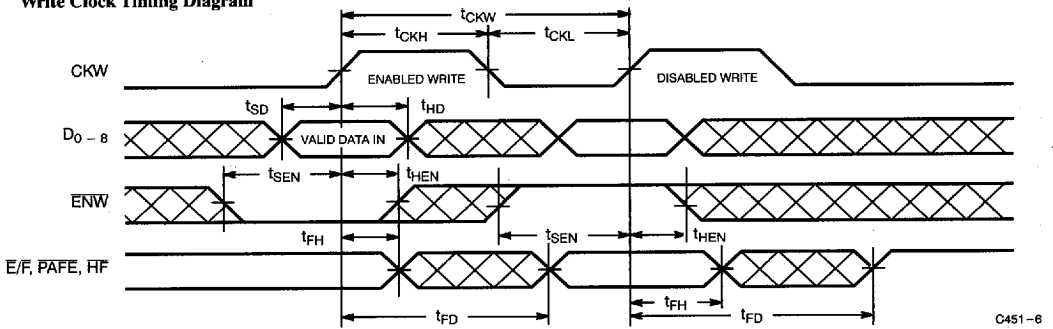 Write Clock Timing Diagram
tCKW
tCKH
tCKL
CKW
ENABLED WRITE
DISABLED WRITE
tSD
tHD
D0 – 8
VALID DATA IN
tSEN
tHEN
ENW
tFH
tSEN
tHEN
E/F, PAFE, HF
tFH
tFD
tFD
C451–6